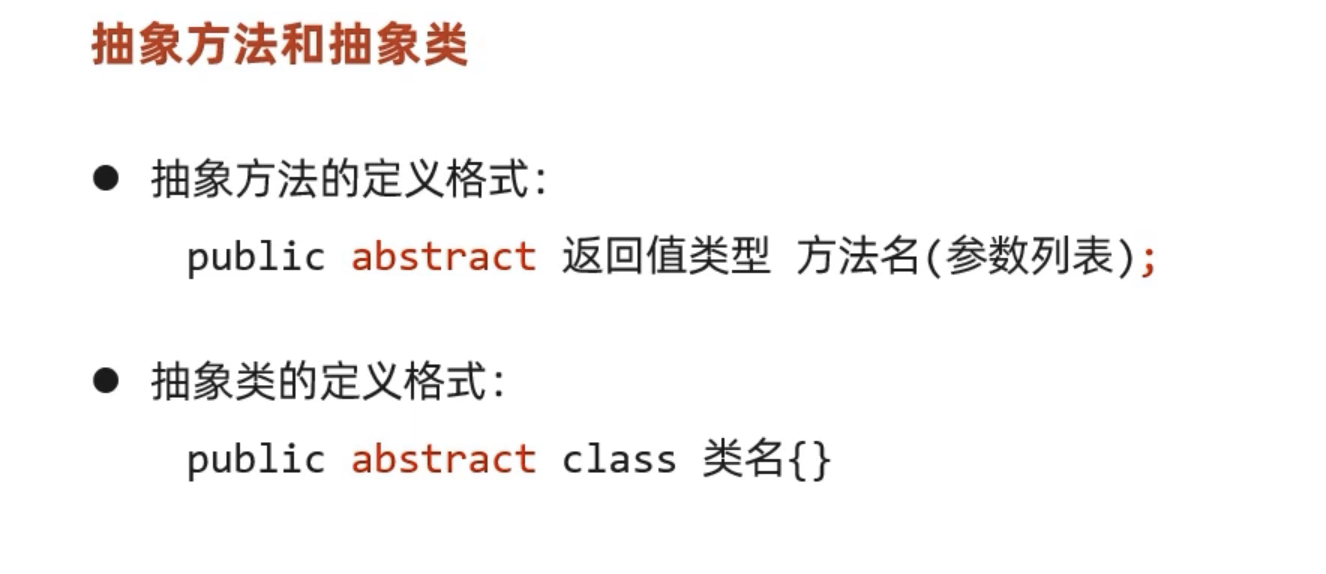 抽象方法和抽象类
● 抽象方法的定义格式：
public abstract 返回值类型 方法名(参数列表);
● 抽象类的定义格式：
public abstract class 类名{}